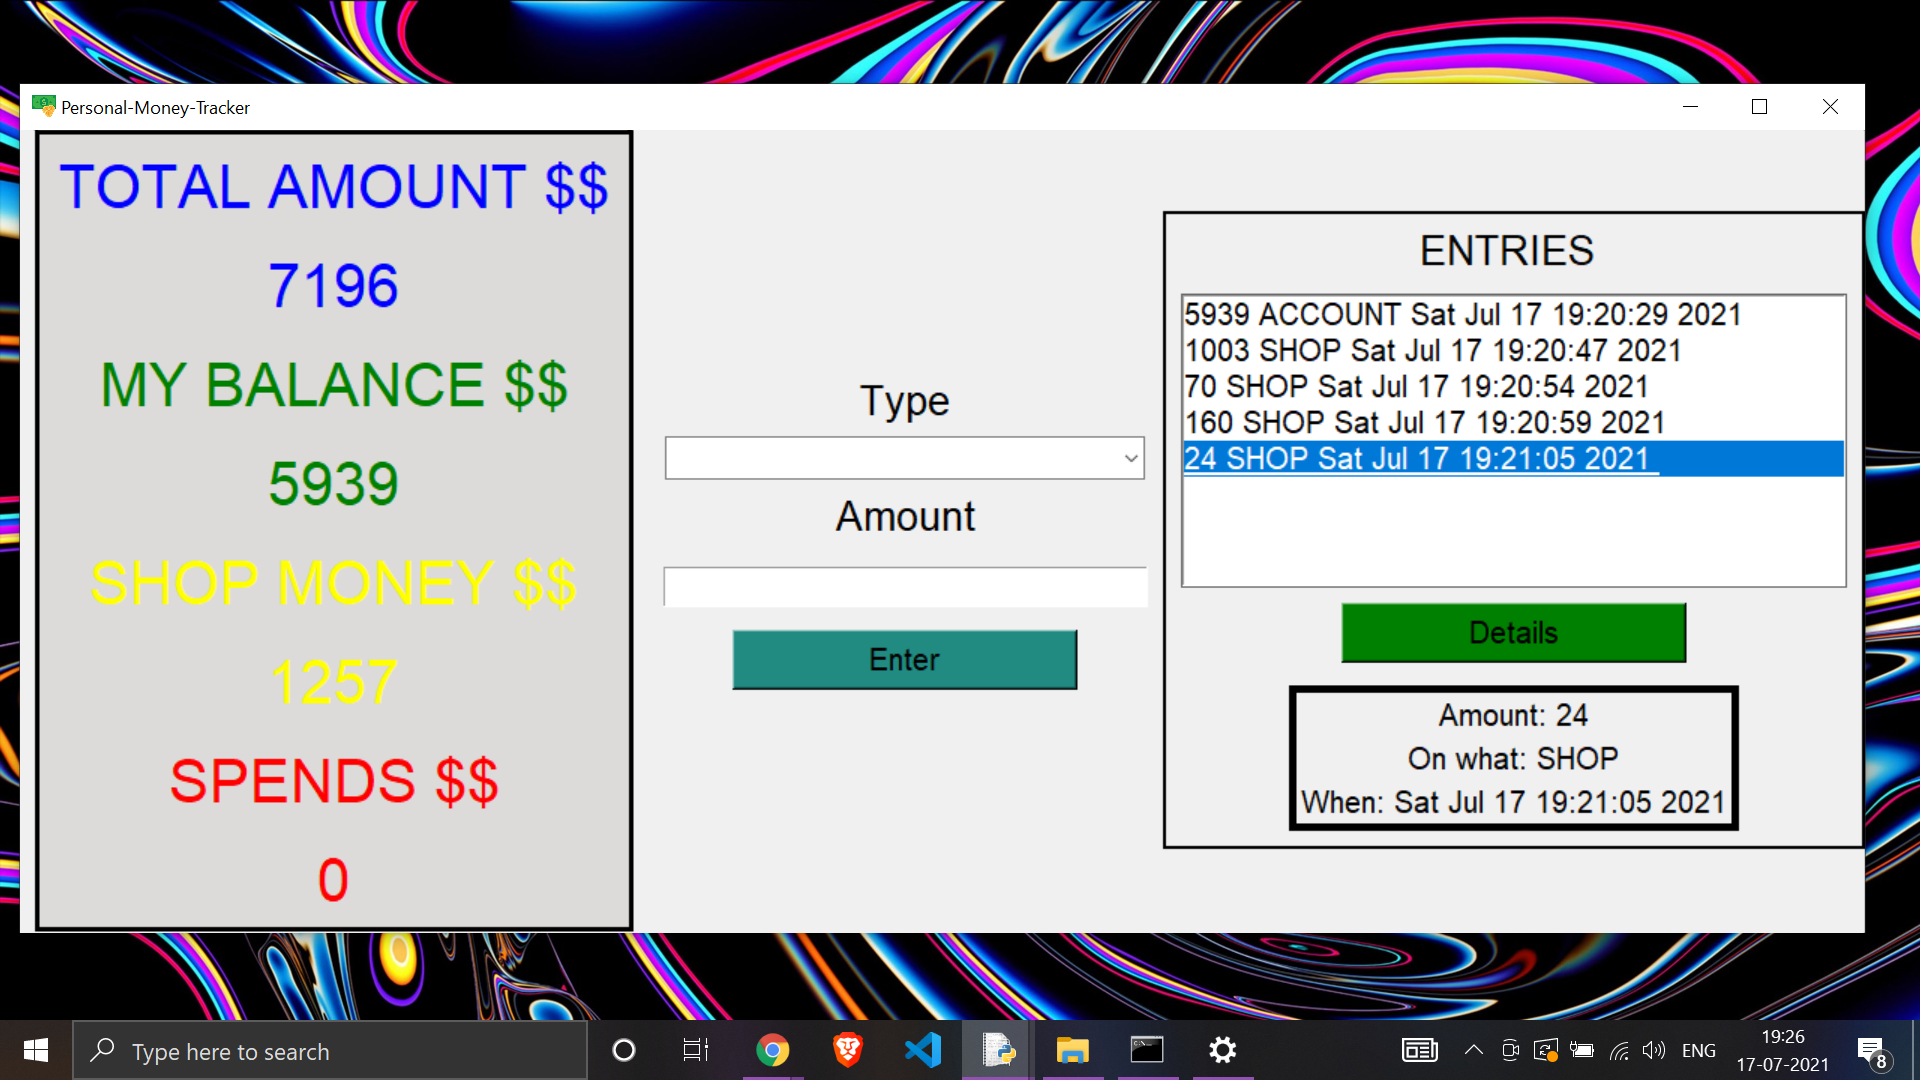 Personal-Money-Tracker
TOTAL AMOUNT $$
7196
MY BALANCE $$
5939
SHOP MONEY $$
1257
SPENDS $$
0
Type
Amount
Enter
ENTRIES
5939 ACCOUNT Sat Jul 17 19:20:29 2021
1003 SHOP Sat Jul 17 19:20:47 2021
70 SHOP Sat Jul 17 19:20:54 2021
160 SHOP Sat Jul 17 19:20:59 2021
24 SHOP Sat Jul 17 19:21:05 2021
Details
Amount: 24
On what: SHOP
When: Sat Jul 17 19:21:05 2021
Type here to search
ENG
19:26
17-07-2021
8